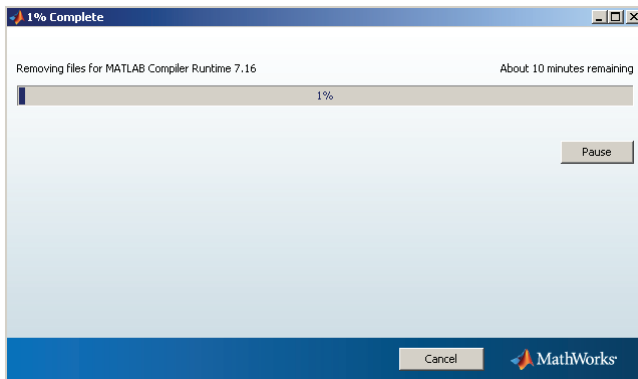 1% Complete
Removing files for MATLAB Compiler Runtime 7.16 About 10 minutes remaining
1%
Pause
Cancel
MathWorks